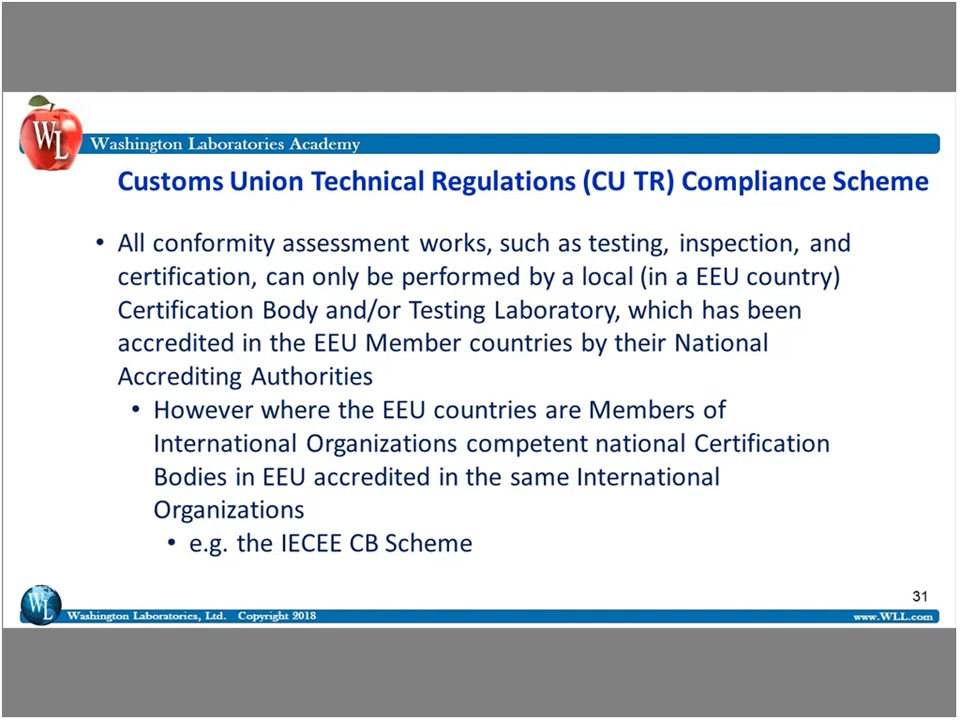 WL
Washington Laboratories Academy
Customs Union Technical Regulations (CU TR) Compliance Scheme
• All conformity assessment works, such as testing, inspection, and
certification, can only be performed by a local (in a EEU country)
Certification Body and/or Testing Laboratory, which has been
accredited in the EEU Member countries by their National
Accrediting Authorities
• However where the EEU countries are Members of
International Organizations competent national Certification
Bodies in EEU accredited in the same International
Organizations
• e.g. the IECEE CB Scheme
31
WL
Washington Laboratories, Ltd. Copyright 2018
www.WLL.com